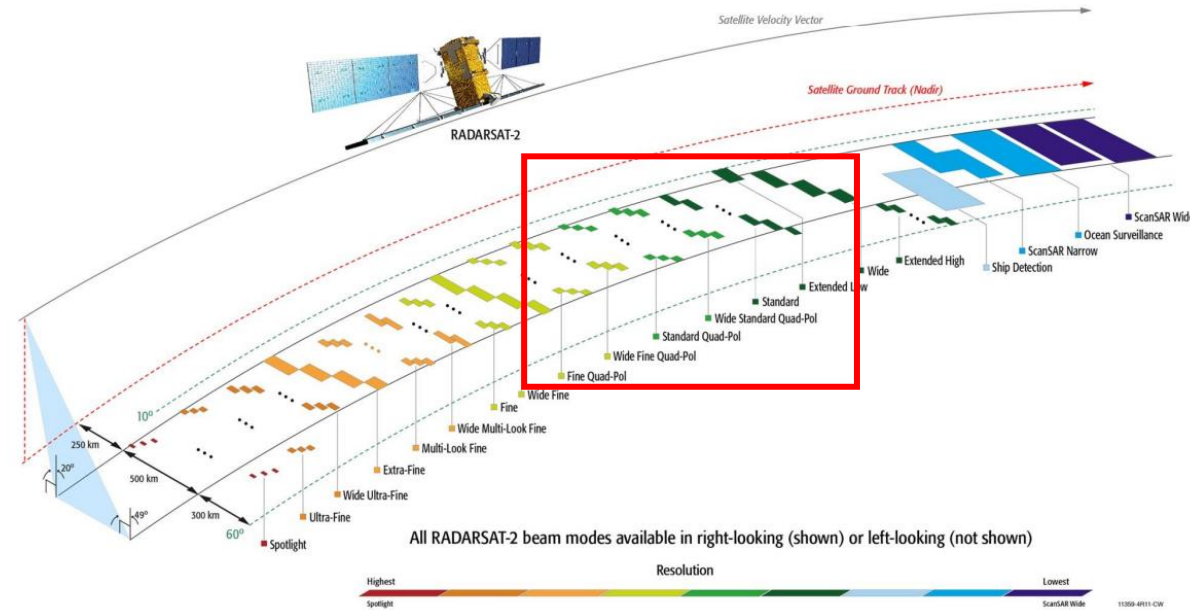 Satellite Velocity Vector
Satellite Ground Track (Nadir)
RADARSAT-2
ScanSAR Wide
Ocean Surveillance
ScanSAR Narrow
Ship Detection
Extended High
Wide
Extended Low
Standard
Wide Standard Quad-Pol
Standard Quad-Pol
Wide Fine Quad-Pol
Fine Quad-Pol
Wide Fine
Fine
Wide Multi-Look Fine
Multi-Look Fine
Extra-Fine
Wide Ultra-Fine
Ultra-Fine
Spotlight
10°
250 km
20°
500 km
49°
300 km
60°
All RADARSAT-2 beam modes available in right-looking (shown) or left-looking (not shown)
Resolution
Highest
Lowest
Spotlight
ScanSAR Wide
11359-4R11-CW